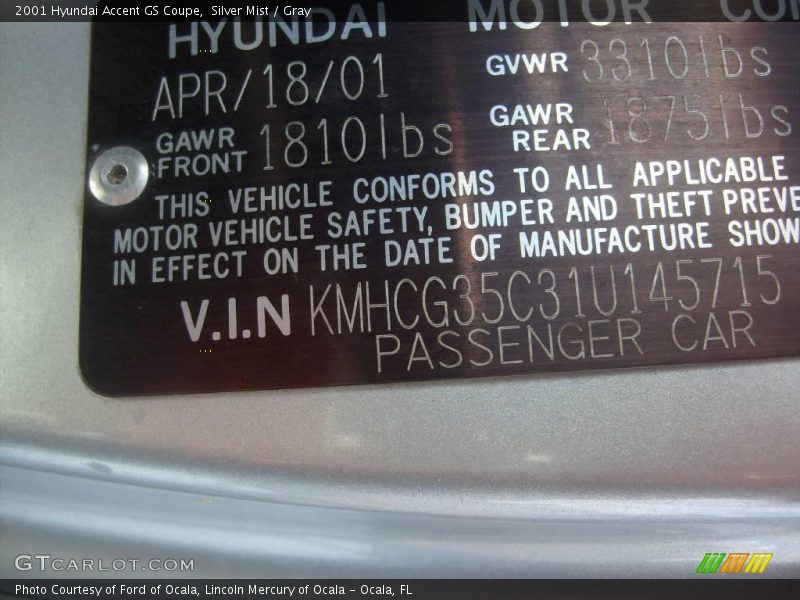 2001 Hyundai Accent GS Coupe, Silver Mist / Gray
HYUNDAI MOTOR
APR/18/01 GVWR 3310lbs
GAWR FRONT 1810lbs GAWR REAR 1875lbs
THIS VEHICLE CONFORMS TO ALL APPLICABLE
MOTOR VEHICLE SAFETY, BUMPER AND THEFT PREVE
IN EFFECT ON THE DATE OF MANUFACTURE SHOW
V.I.N KMHCG35C31U145715
PASSENGER CAR
GTCARLOT.COM
Photo Courtesy of Ford of Ocala, Lincoln Mercury of Ocala - Ocala, FL